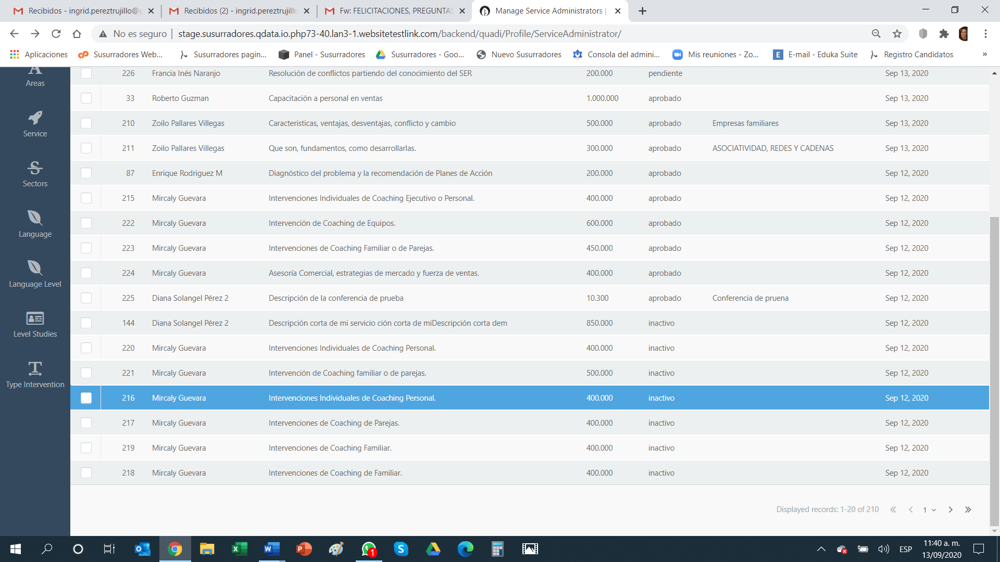 Recibidos - ingrid.pereztrujillo@g
Recibidos (2) - ingrid.pereztrujillo
Fw: FELICITACIONES, PREGUNTAS
Manage Service Administrators |
No es seguro | stage.susurradores.qdata.io.php73-40.lan3-1.websitetestlink.com/backend/quadi/Profile/ServiceAdministrator/
Aplicaciones
Susurradores Web...
Susurradores pagin...
Panel - Susurradores
Susurradores - Goo...
Nuevo Susurradores
Consola del admini...
Mis reuniones - Zo...
E-mail - Eduka Suite
Registro Candidatos
»
Areas
Service
Sectors
Language
Language Level
Level Studies
Type Intervention
226 Francia Inés Naranjo Resolución de conflictos partiendo del conocimiento del SER 200.000 pendiente Sep 13, 2020
33 Roberto Guzman Capacitación a personal en ventas 1.000.000 aprobado Sep 13, 2020
210 Zoilo Pallares Villegas Caracteristicas, ventajas, desventajas, conflicto y cambio 500.000 aprobado Empresas familiares Sep 13, 2020
211 Zoilo Pallares Villegas Que son, fundamentos, como desarrollarlas. 300.000 aprobado ASOCIATIVIDAD, REDES Y CADENAS Sep 13, 2020
87 Enrique Rodriguez M Diagnóstico del problema y la recomendación de Planes de Acción 200.000 aprobado Sep 12, 2020
215 Mircaly Guevara Intervenciones Individuales de Coaching Ejecutivo o Personal. 400.000 aprobado Sep 12, 2020
222 Mircaly Guevara Intervención de Coaching de Equipos. 600.000 aprobado Sep 12, 2020
223 Mircaly Guevara Intervenciones de Coaching Familiar o de Parejas. 450.000 aprobado Sep 12, 2020
224 Mircaly Guevara Asesoría Comercial, estrategias de mercado y fuerza de ventas. 400.000 aprobado Sep 12, 2020
225 Diana Solangel Pérez 2 Descripción de la conferencia de prueba 10.300 aprobado Conferencia de pruena Sep 12, 2020
144 Diana Solangel Pérez 2 Descripción corta de mi servicio ción corta de miDescripción corta dem 850.000 inactivo Sep 12, 2020
220 Mircaly Guevara Intervenciones Individuales de Coaching Personal. 400.000 inactivo Sep 12, 2020
221 Mircaly Guevara Intervención de Coaching familiar o de parejas. 500.000 inactivo Sep 12, 2020
216 Mircaly Guevara Intervenciones Individuales de Coaching Personal. 400.000 inactivo Sep 12, 2020
217 Mircaly Guevara Intervenciones de Coaching de Parejas. 400.000 inactivo Sep 12, 2020
219 Mircaly Guevara Intervenciones de Coaching Familiar. 400.000 inactivo Sep 12, 2020
218 Mircaly Guevara Intervenciones de Coaching de Familiar. 400.000 inactivo Sep 12, 2020
Displayed records: 1-20 of 210
1
1
ESP
11:40 a. m.
13/09/2020